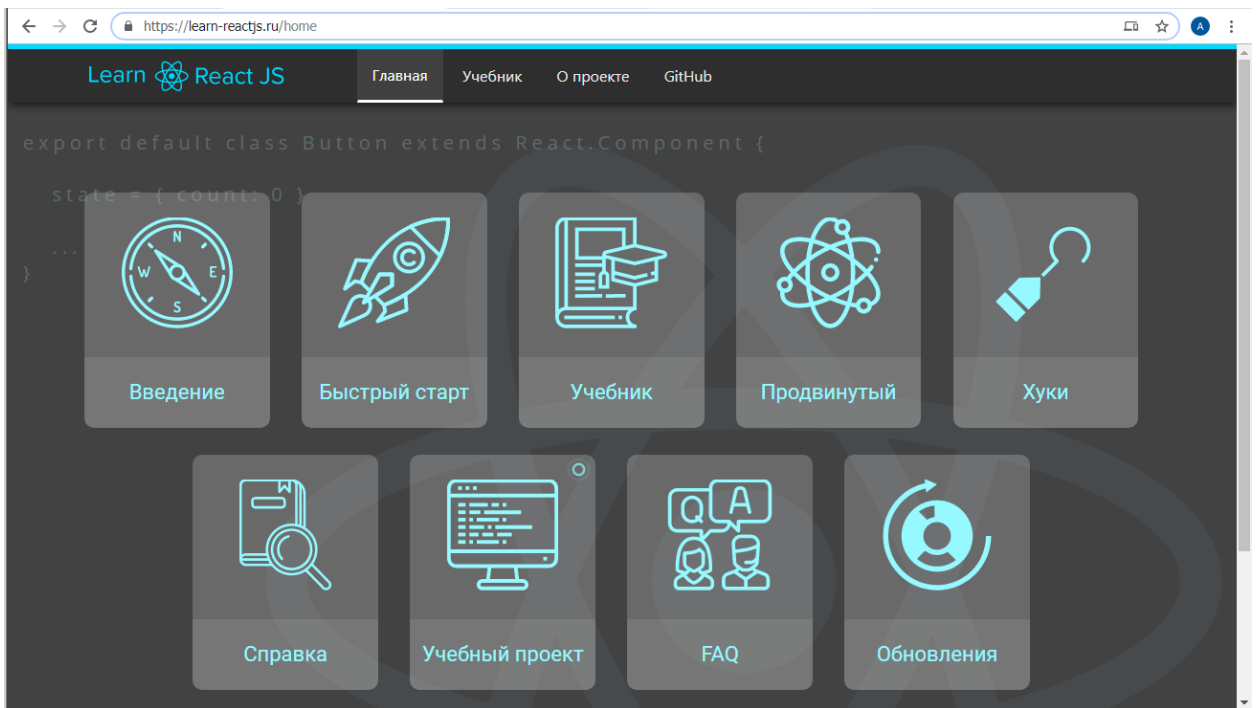 https://learn-reactjs.ru/home
A
Learn React JS
Главная
Учебник
О проекте
GitHub
export default class Button extends React.Component {
state = { count: 0 }
...
}
N
W E
S
C
Введение
Быстрый старт
Учебник
Продвинутый
Хуки
Q A
Справка
Учебный проект
FAQ
Обновления